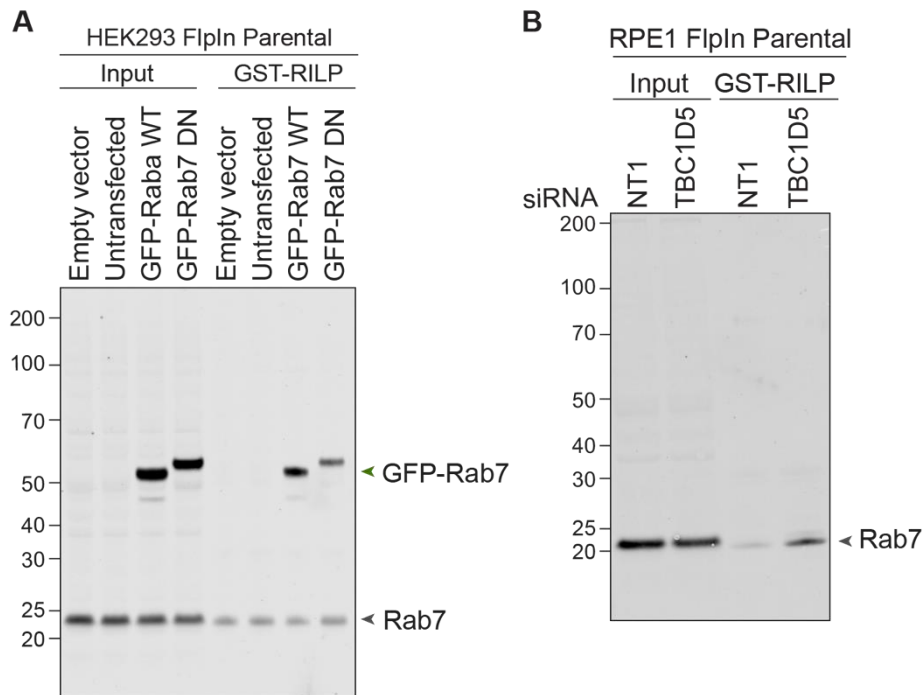 A
HEK293 FlpIn Parental
Input GST-RILP
Empty vector
Untransfected
GFP-Raba WT
GFP-Rab7 DN
Empty vector
Untransfected
GFP-Rab7 WT
GFP-Rab7 DN
200
100
70
50
40
30
25
20
GFP-Rab7
Rab7
B
RPE1 FlpIn Parental
Input GST-RILP
siRNA
NT1
TBC1D5
NT1
TBC1D5
200
100
70
50
40
30
25
20
Rab7